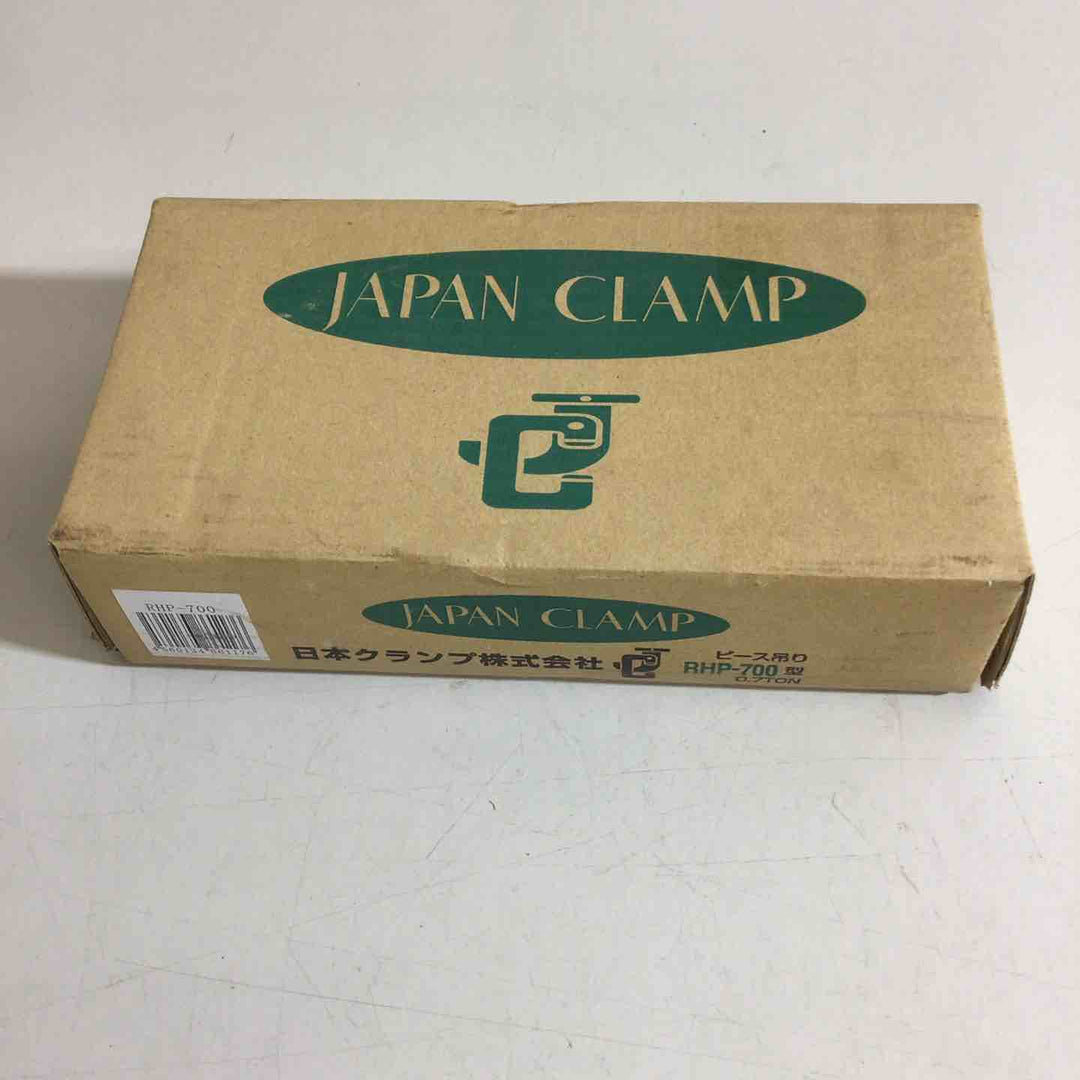 JAPAN CLAMP
JAPAN CLAMP
RHP-700
日本クランプ株式会社
ピース吊り
RHP-700型
0.7TON